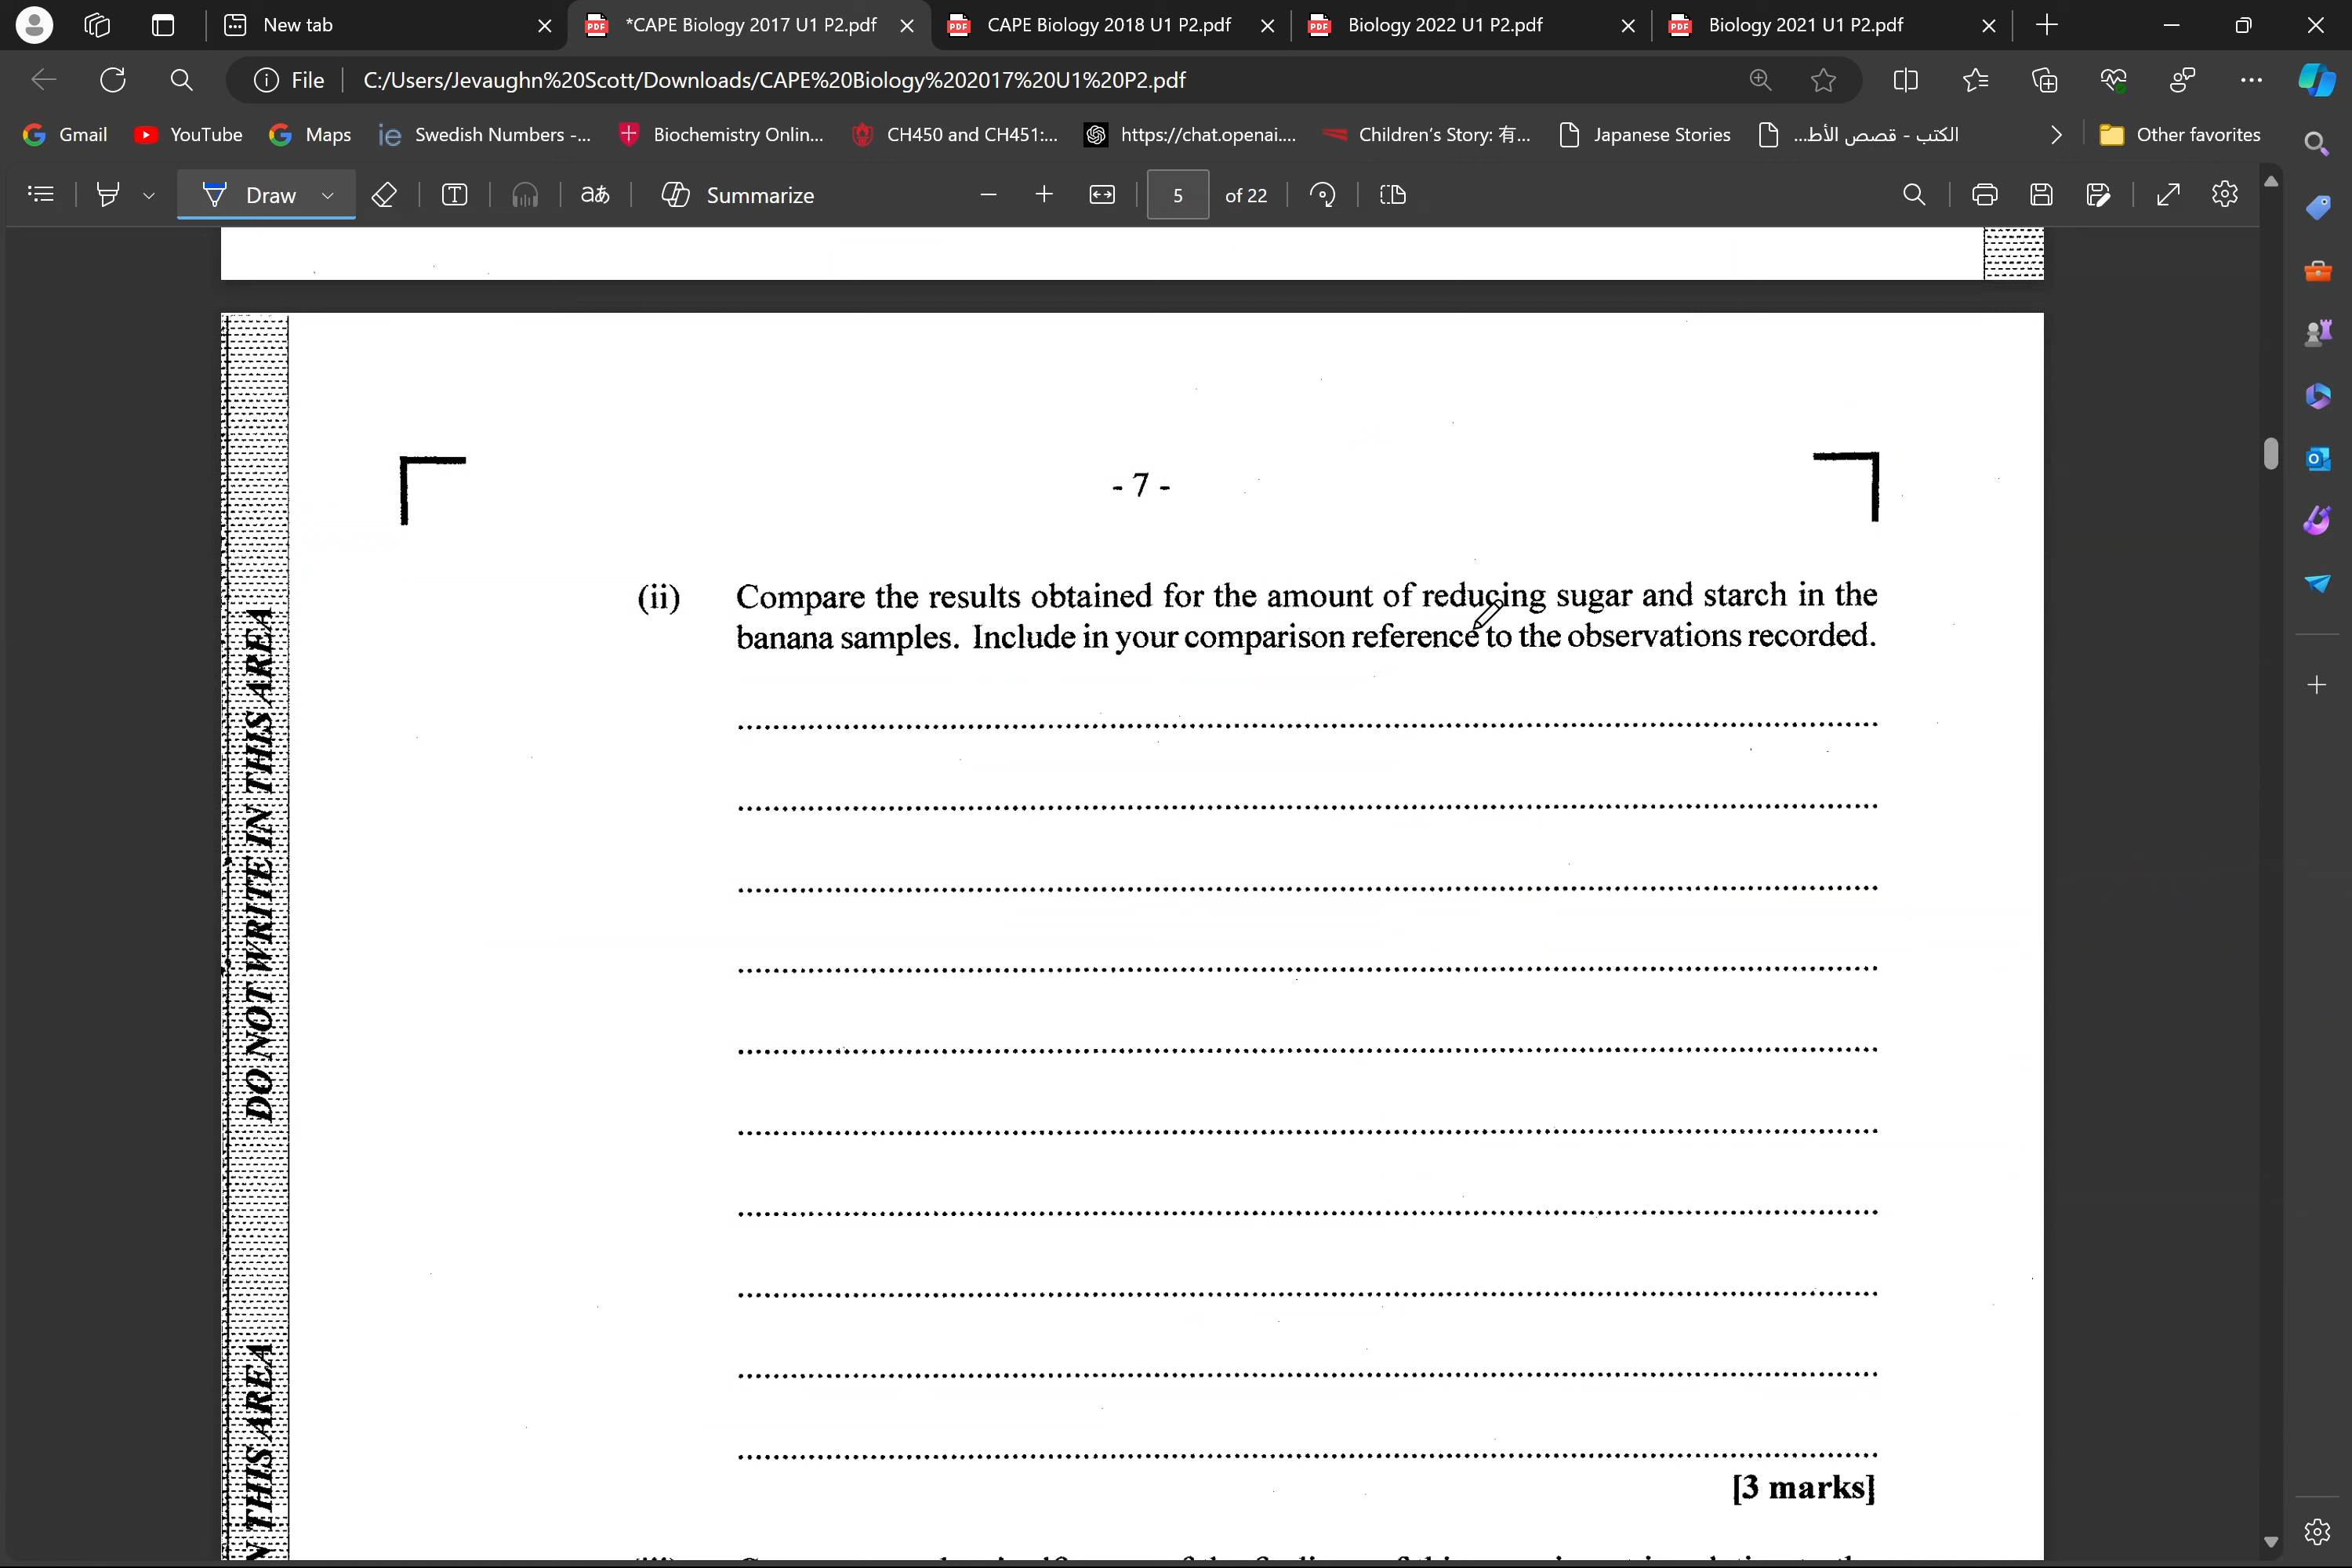 New tab
*CAPE Biology 2017 U1 P2.pdf
CAPE Biology 2018 U1 P2.pdf
Biology 2022 U1 P2.pdf
Biology 2021 U1 P2.pdf
File
C:/Users/Jevaughn%20Scott/Downloads/CAPE%20Biology%202017%20U1%20P2.pdf
Gmail
YouTube
Maps
Swedish Numbers -...
Biochemistry Onlin...
CH450 and CH451:...
https://chat.openai....
Children's Story: 有...
Japanese Stories
الكتب - قصص الأط...
Other favorites
Draw
aあ
Summarize
5
of 22
- 7 -
(ii) Compare the results obtained for the amount of reducing sugar and starch in the
banana samples. Include in your comparison reference to the observations recorded.
[3 marks]
DO NOT WRITE IN THIS AREA
THIS AREA